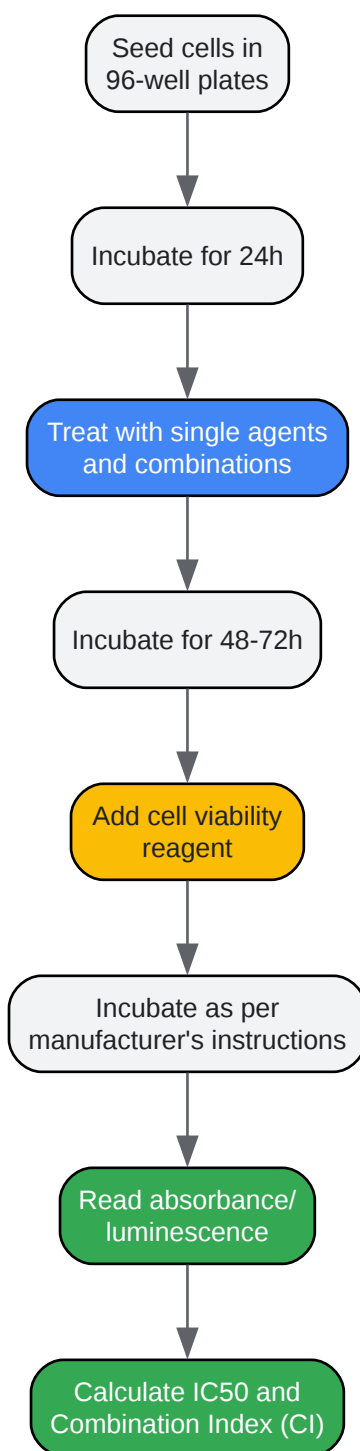 Seed cells in
96-well plates
Incubate for 24h
Treat with single agents
and combinations
Incubate for 48-72h
Add cell viability
reagent
Incubate as per
manufacturer's instructions
Read absorbance/
luminescence
Calculate IC50 and
Combination Index (CI)